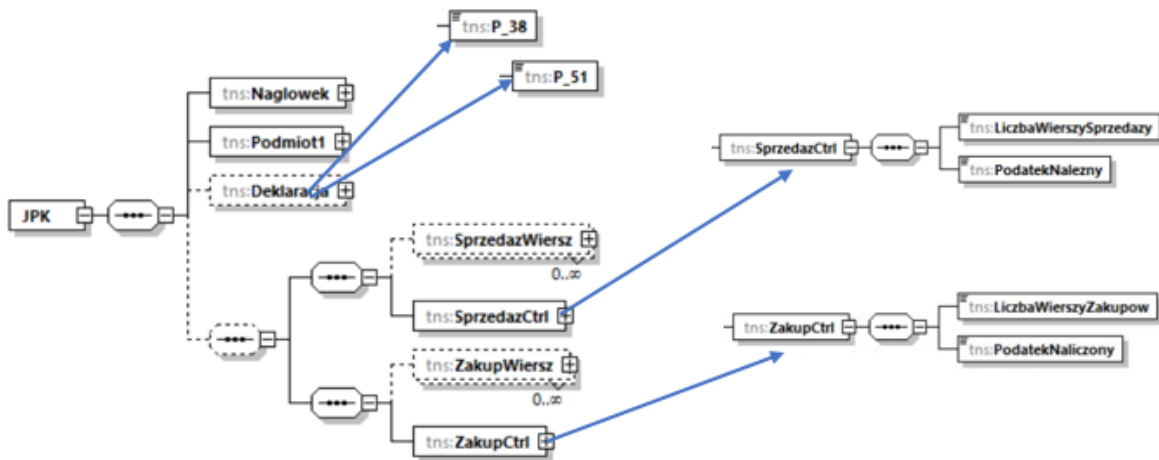 tns:P_38
tns:P_51
tns:Naglowek
tns:Podmiot1
tns:Deklaracja
JPK
tns:SprzedazWiersz
0..∞
tns:SprzedazCtrl
tns:ZakupWiersz
0..∞
tns:ZakupCtrl
tns:SprzedazCtrl
tns:LiczbaWierszySprzedazy
tns:PodatekNalezny
tns:ZakupCtrl
tns:LiczbaWierszyZakupow
tns:PodatekNaliczony